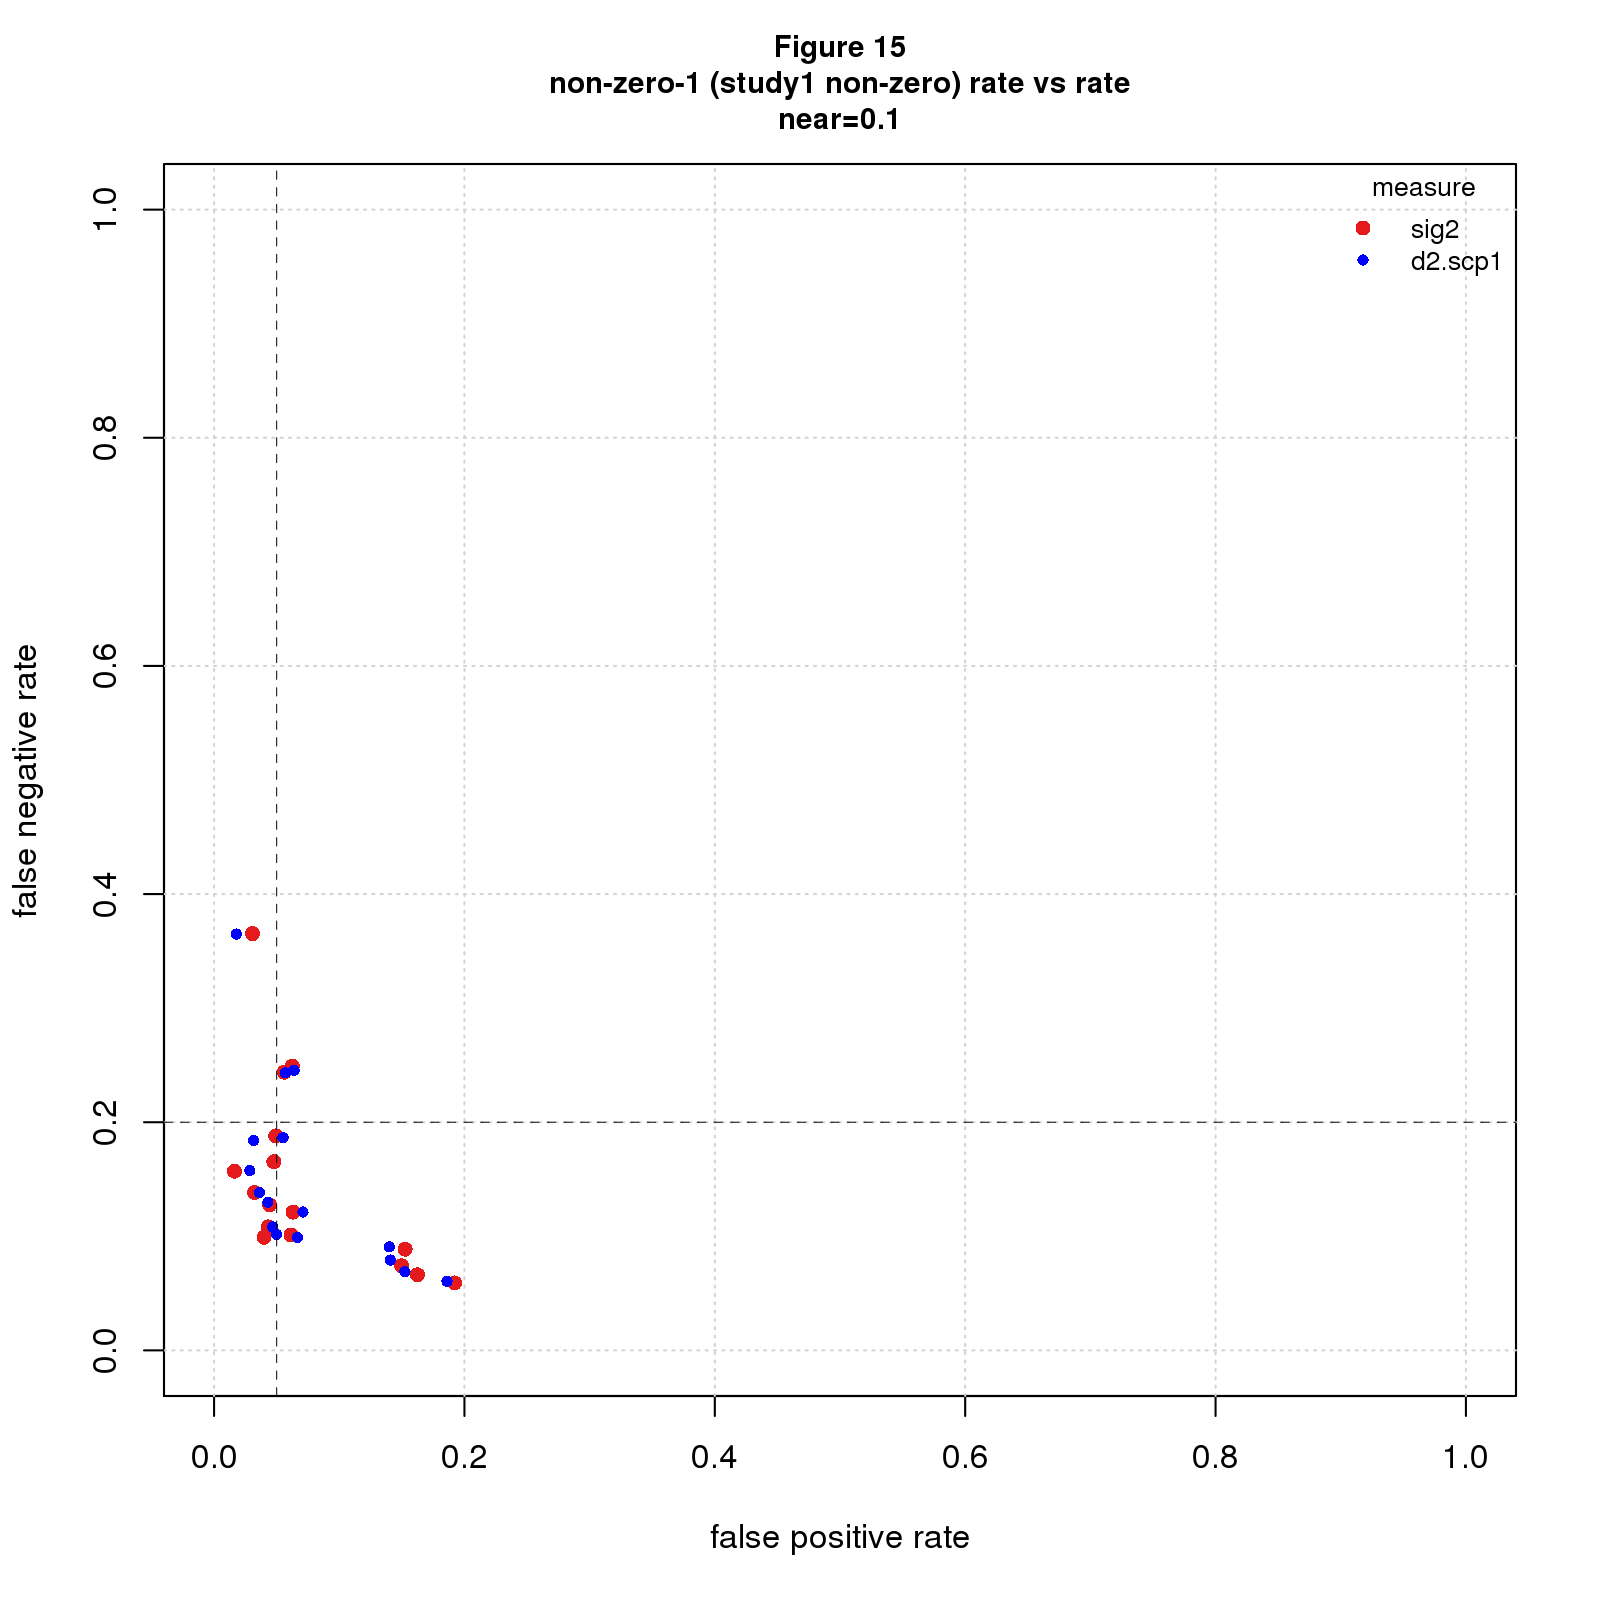 Figure 15
non-zero-1 (study1 non-zero) rate vs rate
near=0.1
measure
sig2
d2.scp1
false negative rate
1.0
0.8
0.6
0.4
0.2
0.0
0.0 0.2 0.4 0.6 0.8 1.0
false positive rate